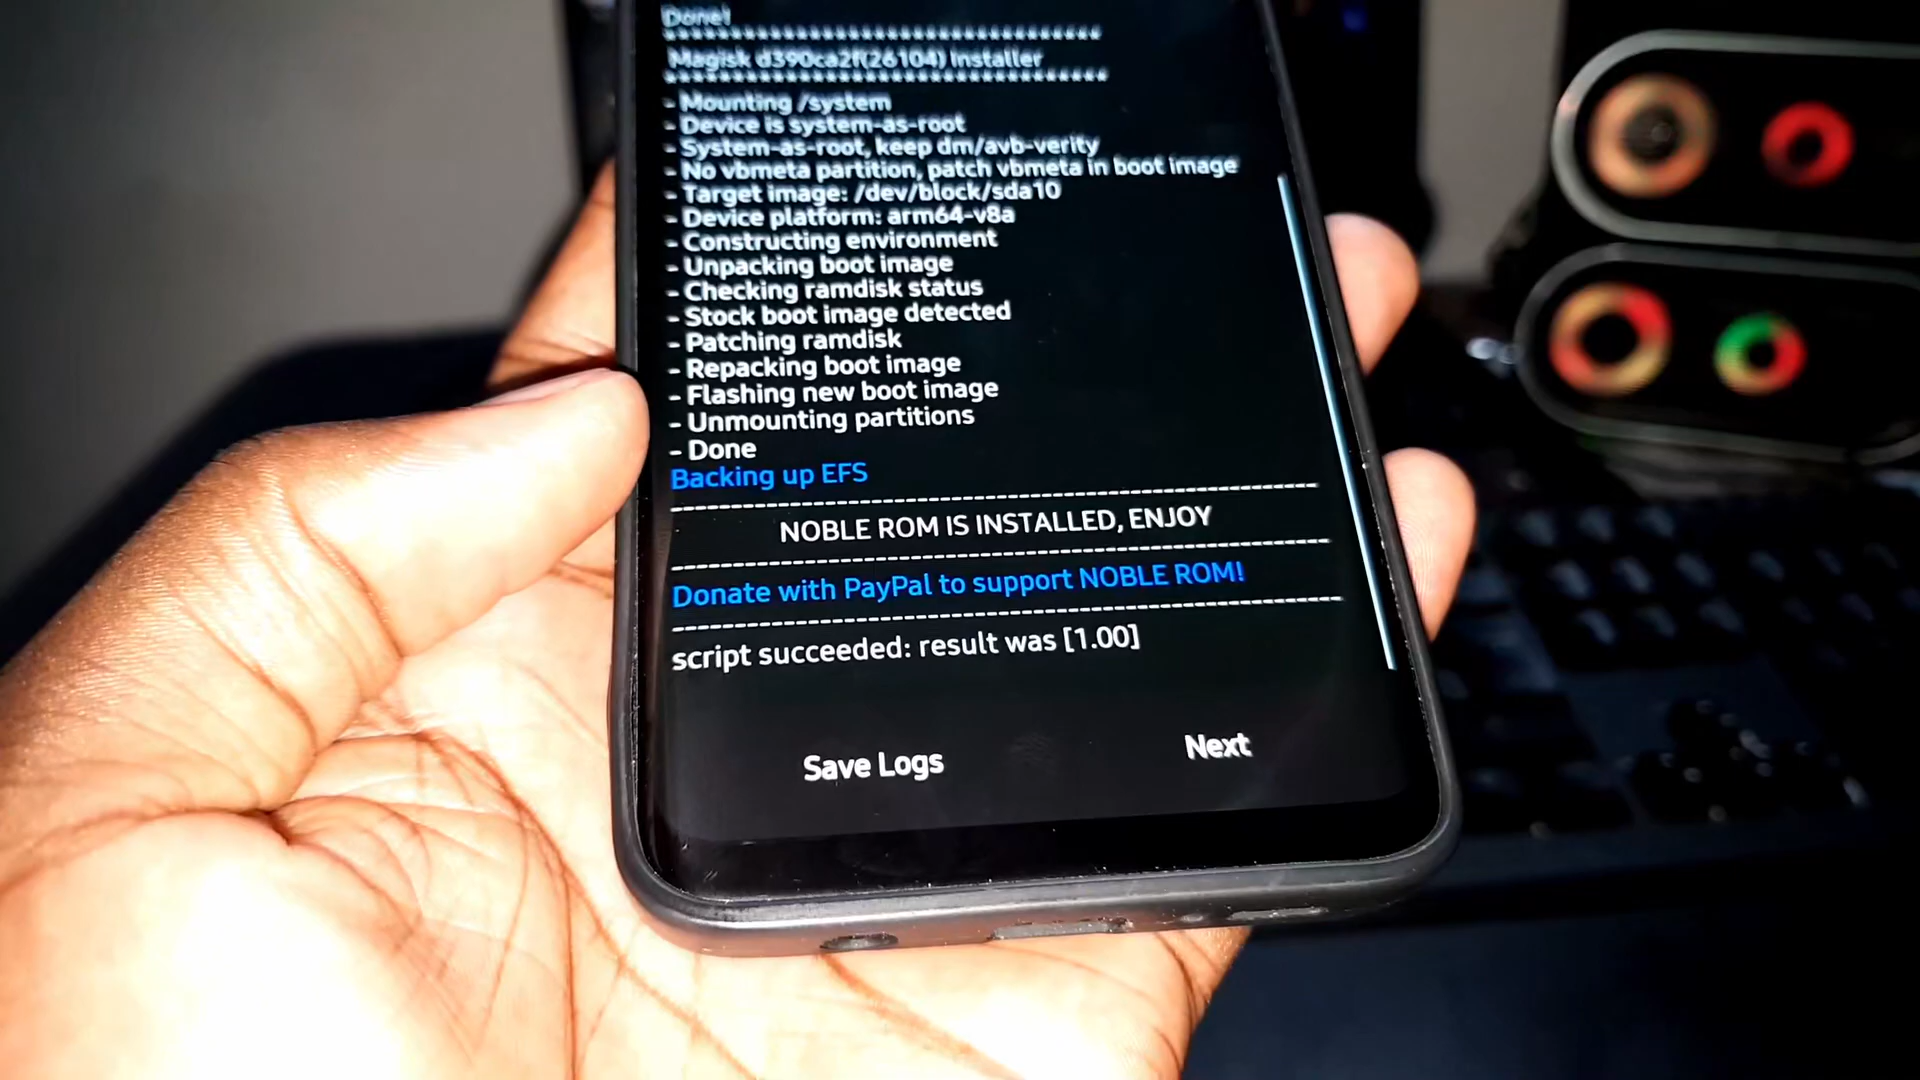 Done!
***********************************
Magisk d390ca2f(26104) Installer
***********************************
- Mounting /system
- Device is system-as-root
- System-as-root, keep dm/avb-verity
- No vbmeta partition, patch vbmeta in boot image
- Target image: /dev/block/sda10
- Device platform: arm64-v8a
- Constructing environment
- Unpacking boot image
- Checking ramdisk status
- Stock boot image detected
- Patching ramdisk
- Repacking boot image
- Flashing new boot image
- Unmounting partitions
- Done
Backing up EFS
NOBLE ROM IS INSTALLED, ENJOY
Donate with PayPal to support NOBLE ROM!
script succeeded: result was [1.00]
Save Logs
Next